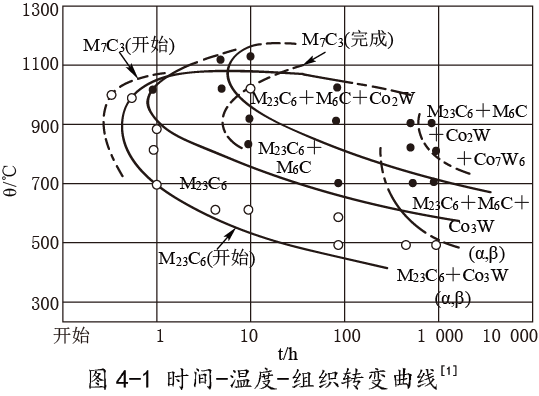 1300
M7C3(开始)
M7C3(完成)
1100
M23C6+M6C+Co2W
M23C6+M6C
+Co2W
+Co7W6
900
M23C6+
M6C
θ/℃
700
M23C6
M23C6+M6C+
Co3W
500
M23C6(开始)
(α,β)
M23C6+Co3W
(α,β)
300
开始
1
10
100
1 000
10 000
t/h
图 4-1 时间-温度-组织转变曲线[1]